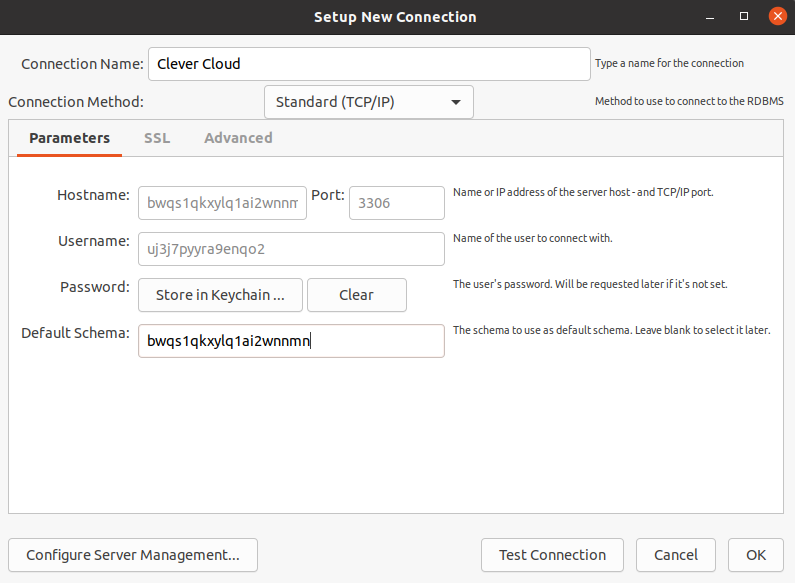 Setup New Connection
Connection Name: Clever Cloud Type a name for the connection
Connection Method: Standard (TCP/IP) Method to use to connect to the RDBMS
Parameters SSL Advanced
Hostname: bwqs1qkxylq1ai2wnnm Port: 3306 Name or IP address of the server host - and TCP/IP port.
Username: uj3j7pyyra9enqo2 Name of the user to connect with.
Password: Store in Keychain ... Clear The user's password. Will be requested later if it's not set.
Default Schema: bwqs1qkxylq1ai2wnnmn The schema to use as default schema. Leave blank to select it later.
Configure Server Management... Test Connection Cancel OK